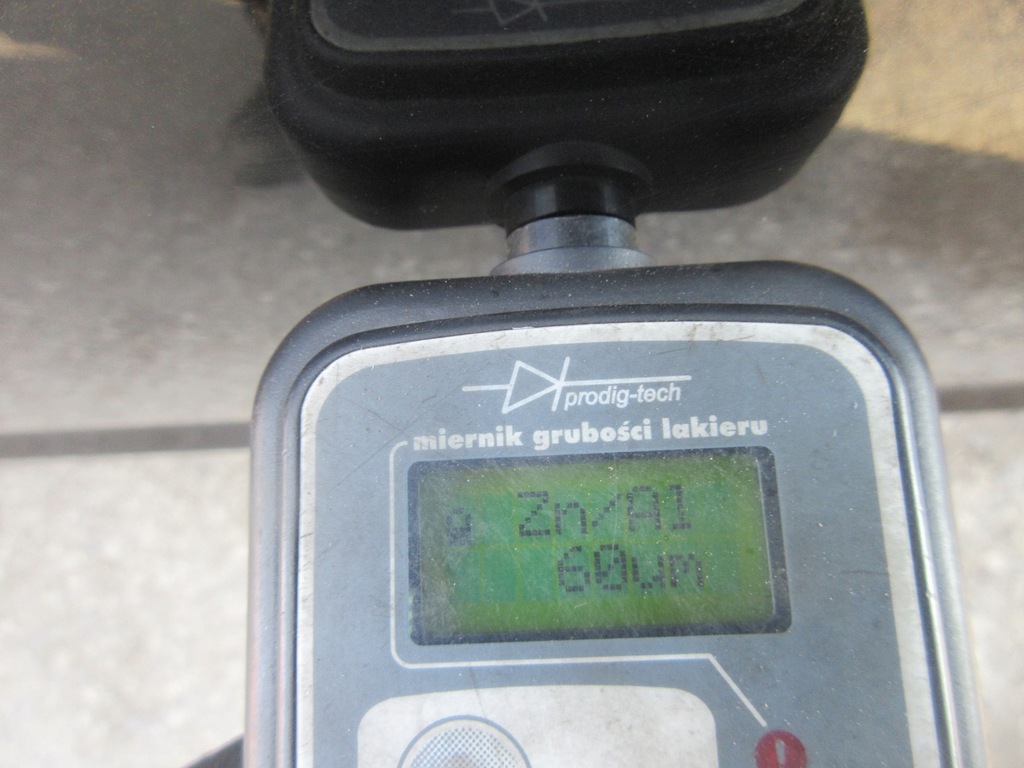 prodig-tech
miernik grubości lakieru
Zn/Al
60um